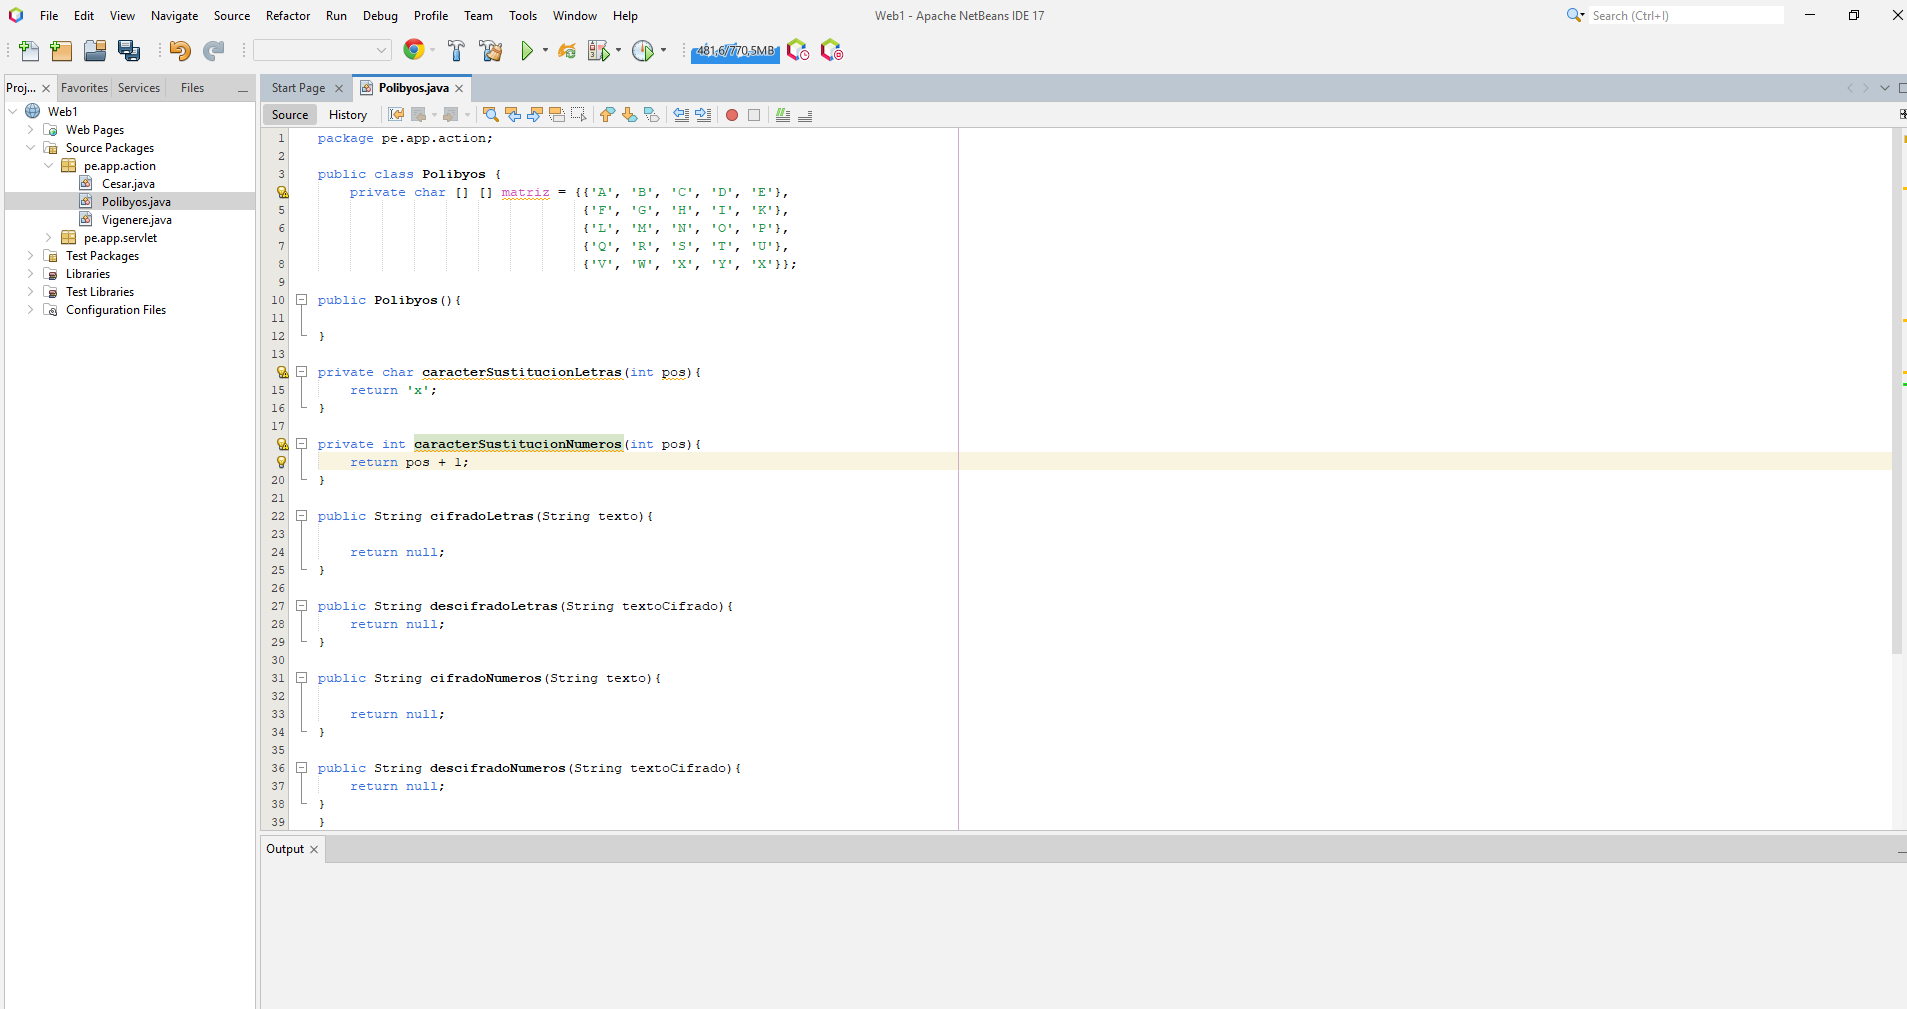 File Edit View Navigate Source Refactor Run Debug Profile Team Tools Window Help
Web1 - Apache NetBeans IDE 17
Search (Ctrl+I)
481,6/770,5MB
Proj... Favorites Services Files
Web1
Web Pages
Source Packages
pe.app.action
Cesar.java
Polibyos.java
Vigenere.java
pe.app.servlet
Test Packages
Libraries
Test Libraries
Configuration Files
Start Page Polibyos.java
Source History
1 package pe.app.action;
2
3 public class Polibyos {
private char [] [] matriz = {{'A', 'B', 'C', 'D', 'E'},
5 {'F', 'G', 'H', 'I', 'K'},
6 {'L', 'M', 'N', 'O', 'P'},
7 {'Q', 'R', 'S', 'T', 'U'},
8 {'V', 'W', 'X', 'Y', 'X'}};
9
10 public Polibyos(){
11
12 }
13
private char caracterSustitucionLetras(int pos){
15 return 'x';
16 }
17
private int caracterSustitucionNumeros(int pos){
return pos + 1;
20 }
21
22 public String cifradoLetras(String texto){
23
24 return null;
25 }
26
27 public String descifradoLetras(String textoCifrado){
28 return null;
29 }
30
31 public String cifradoNumeros(String texto){
32
33 return null;
34 }
35
36 public String descifradoNumeros(String textoCifrado){
37 return null;
38 }
39 }
Output